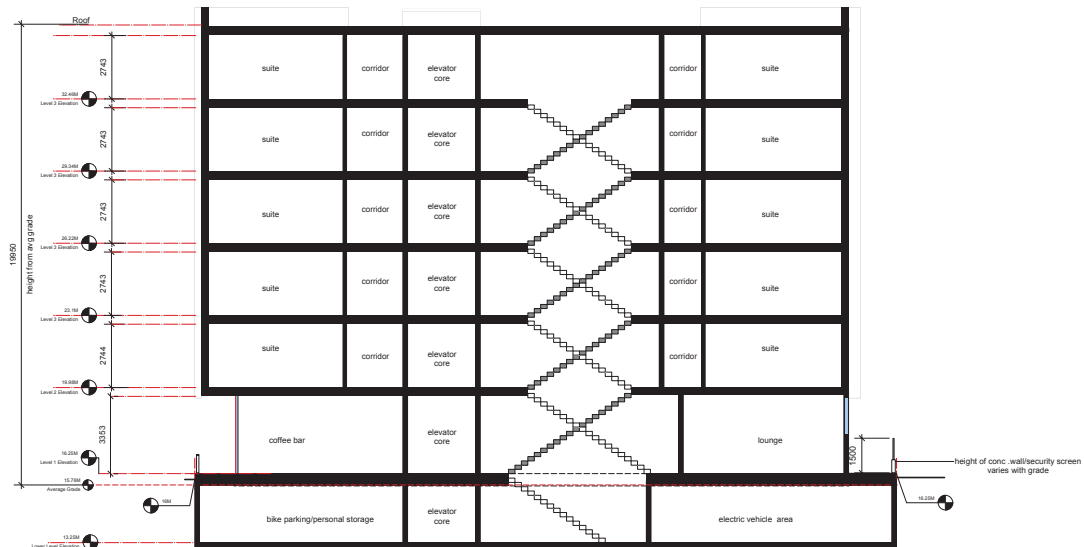 Roof
2743
suite
corridor
elevator
core
corridor
suite
32.46M
Level 3 Elevation
2743
suite
corridor
elevator
core
corridor
suite
29.34M
Level 3 Elevation
2743
suite
corridor
elevator
core
corridor
suite
26.22M
Level 3 Elevation
19950
height from avg grade
2743
suite
corridor
elevator
core
corridor
suite
23.1M
Level 3 Elevation
2744
suite
corridor
elevator
core
corridor
suite
19.98M
Level 2 Elevation
3353
coffee bar
elevator
core
lounge
1500
height of conc .wall/security screen
varies with grade
16.25M
Level 1 Elevation
15.78M
Average Grade
16M
16.25M
bike parking/personal storage
elevator
core
electric vehicle area
13.25M
Lower Level Elevation